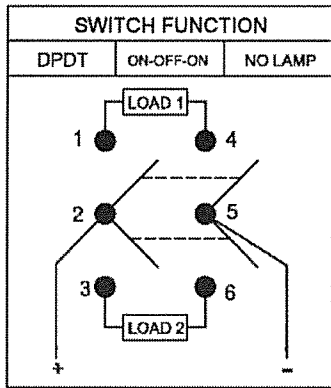 SWITCH FUNCTION
DPDT ON-OFF-ON NO LAMP
LOAD 1
1 4
2 5
3 6
LOAD 2
+ -